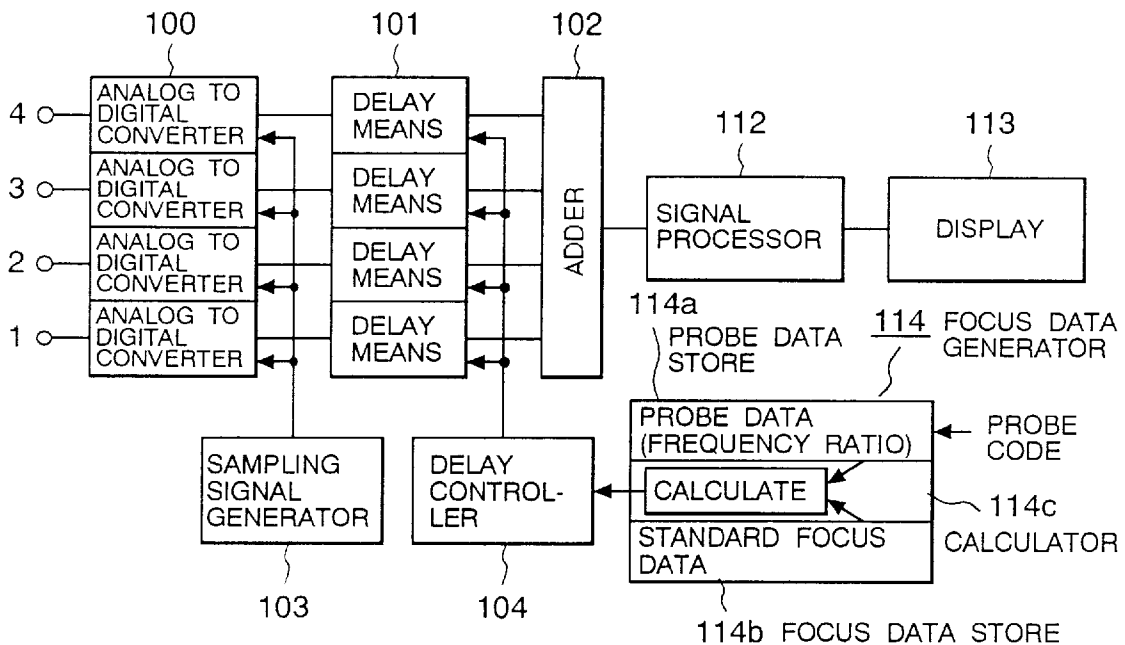 100
101
102
ANALOG TO
DIGITAL
CONVERTER
DELAY
MEANS
4
112
113
ANALOG TO
DIGITAL
CONVERTER
DELAY
MEANS
3
ADDER
SIGNAL
PROCESSOR
DISPLAY
ANALOG TO
DIGITAL
CONVERTER
DELAY
MEANS
2
ANALOG TO
DIGITAL
CONVERTER
DELAY
MEANS
1
114a
PROBE DATA
STORE
114 FOCUS DATA
GENERATOR
PROBE DATA
(FREQUENCY RATIO)
PROBE
CODE
SAMPLING
SIGNAL
GENERATOR
DELAY
CONTROL-
LER
CALCULATE
114c
CALCULATOR
STANDARD FOCUS
DATA
103
104
114b FOCUS DATA STORE